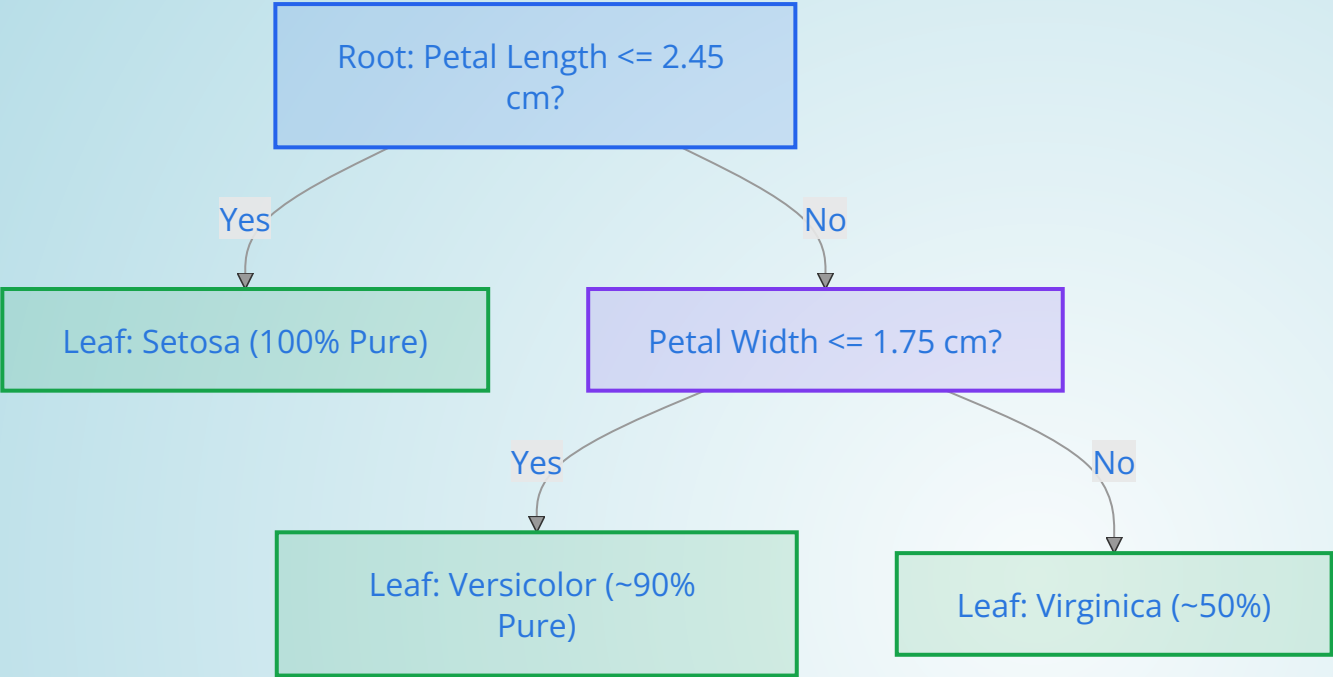 Root: Petal Length <= 2.45
cm?
Yes
No
Leaf: Setosa (100% Pure)
Petal Width <= 1.75 cm?
Yes
No
Leaf: Versicolor (~90%
Pure)
Leaf: Virginica (~50%)